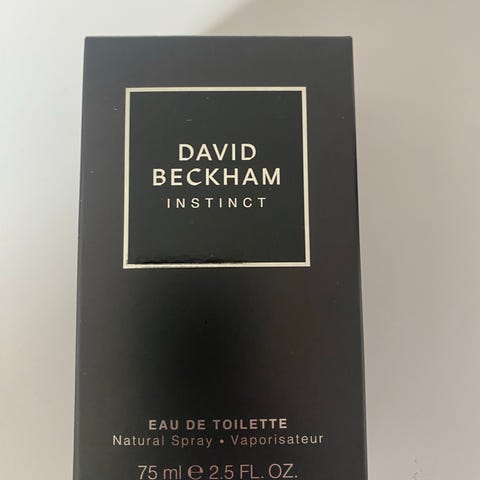 DAVID
BECKHAM
INSTINCT
EAU DE TOILETTE
Natural Spray • Vaporisateur
75 ml ℮ 2.5 FL. OZ.